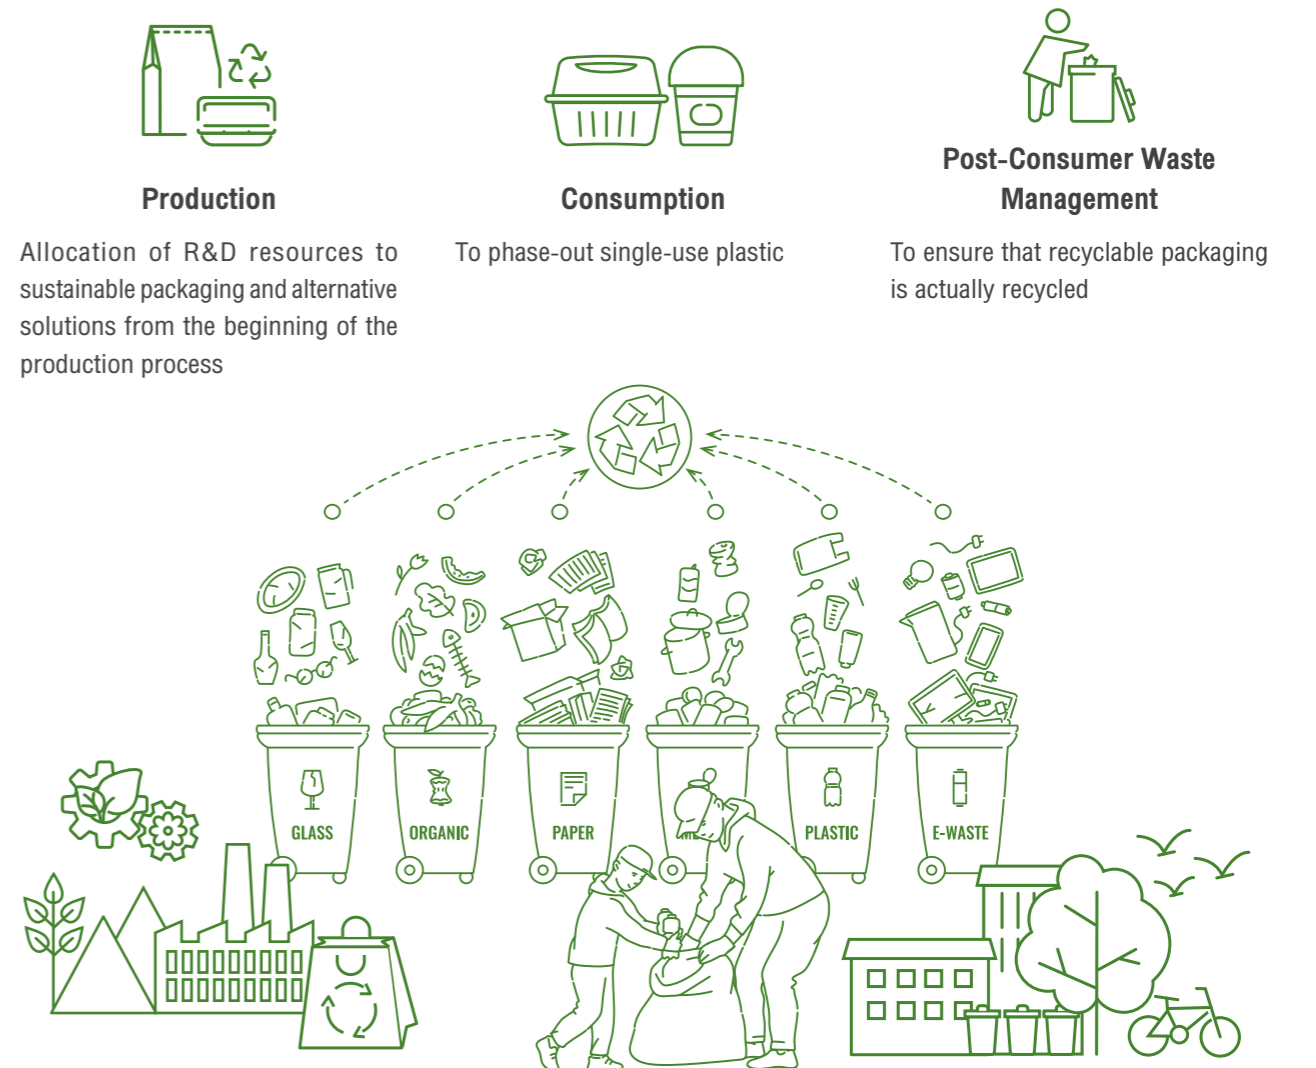 Production
Allocation of R&D resources to
sustainable packaging and alternative
solutions from the beginning of the
production process
Consumption
To phase-out single-use plastic
Post-Consumer Waste
Management
To ensure that recyclable packaging
is actually recycled
GLASS
ORGANIC
PAPER
PLASTIC
E-WASTE